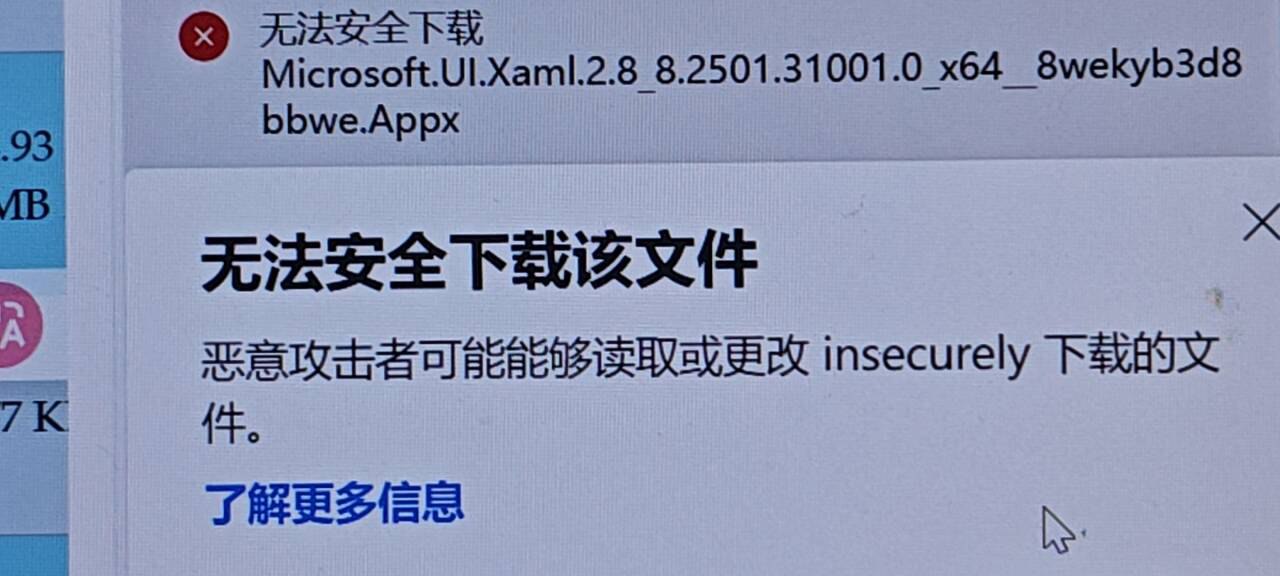 无法安全下载
Microsoft.UI.Xaml.2.8_8.2501.31001.0_x64__8wekyb3d8
bbwe.Appx
.93
MB
无法安全下载该文件
A
恶意攻击者可能能够读取或更改 insecurely 下载的文
件。
7 K
了解更多信息